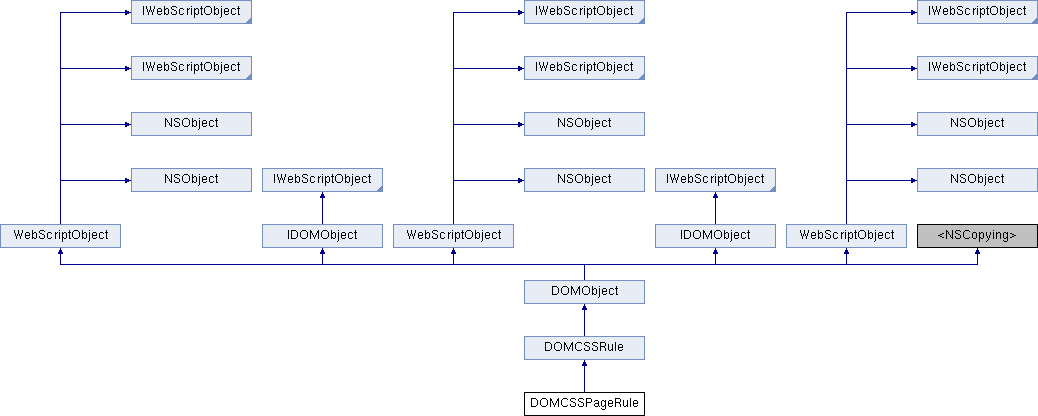 IWebScriptObject
IWebScriptObject
IWebScriptObject
IWebScriptObject
IWebScriptObject
IWebScriptObject
NSObject
NSObject
NSObject
NSObject
IWebScriptObject
NSObject
IWebScriptObject
NSObject
WebScriptObject
IDOMObject
WebScriptObject
IDOMObject
WebScriptObject
<NSCopying>
DOMObject
DOMCSSRule
DOMCSSPageRule